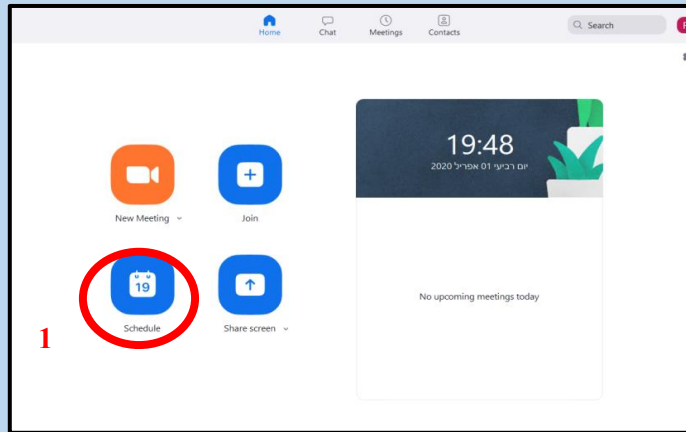 Home
Chat
Meetings
Contacts
Search
19:48
יום רביעי 01 אפריל 2020
New Meeting
Join
19
Schedule
Share screen
No upcoming meetings today
1